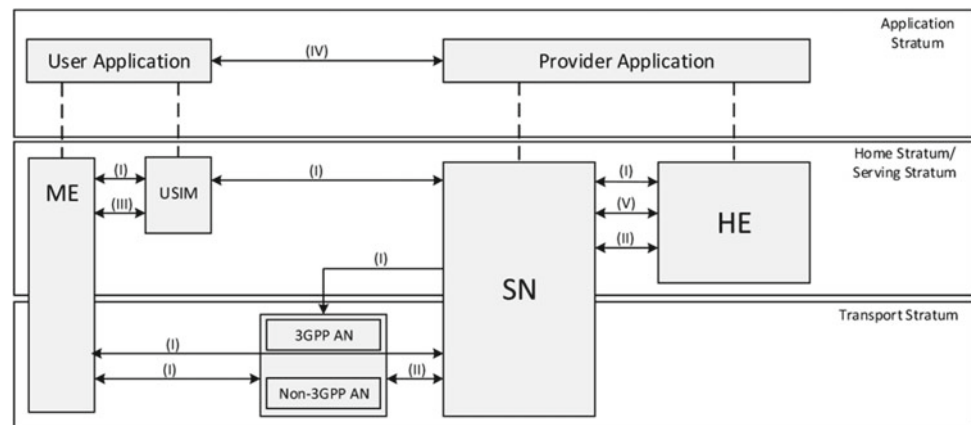 Application
Stratum
User Application
(IV)
Provider Application
Home Stratum/
Serving Stratum
ME
(I)
(III)
USIM
(I)
SN
(I)
(V)
(II)
HE
(I)
Transport Stratum
3GPP AN
(I)
(I)
Non-3GPP AN
(II)